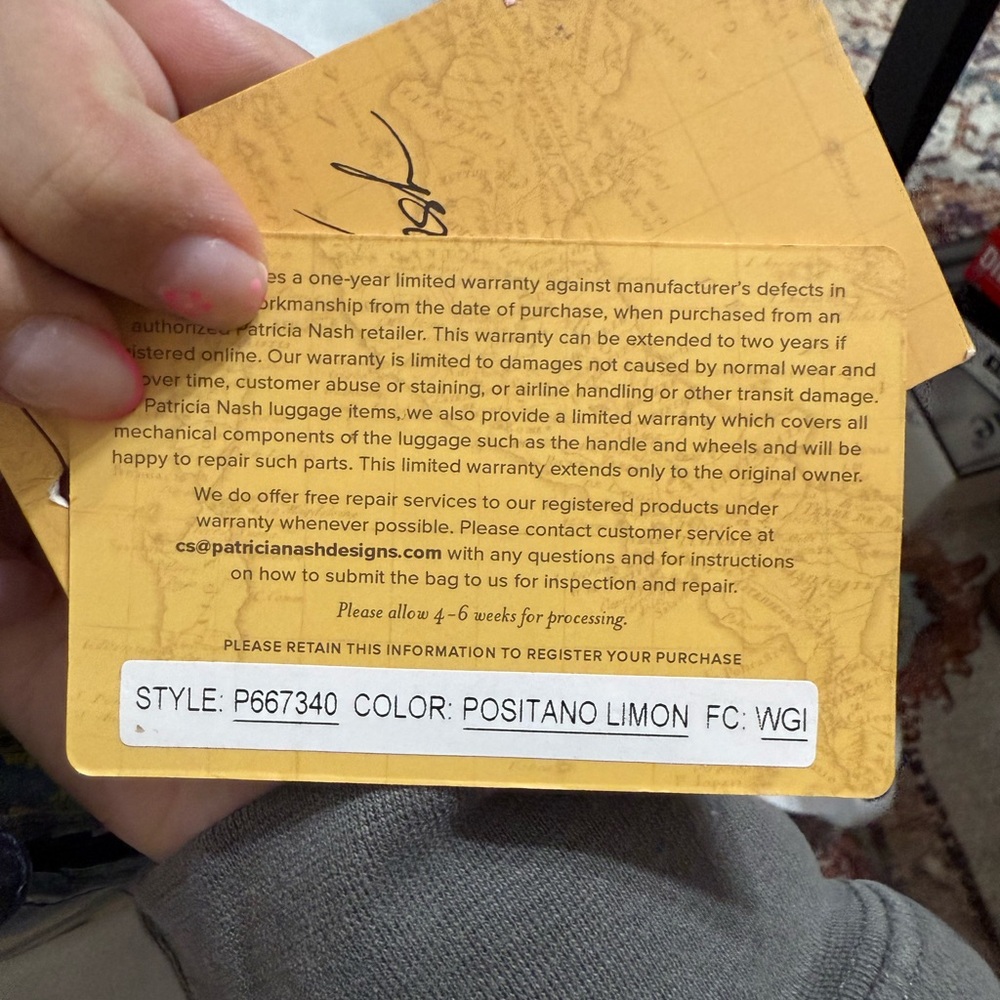 es a one-year limited warranty against manufacturer's defects in
orkmanship from the date of purchase, when purchased from an
authorized Patricia Nash retailer. This warranty can be extended to two years if
istered online. Our warranty is limited to damages not caused by normal wear and
over time, customer abuse or staining, or airline handling or other transit damage.
Patricia Nash luggage items, we also provide a limited warranty which covers all
mechanical components of the luggage such as the handle and wheels and will be
happy to repair such parts. This limited warranty extends only to the original owner.
We do offer free repair services to our registered products under
warranty whenever possible. Please contact customer service at
cs@patricianashdesigns.com with any questions and for instructions
on how to submit the bag to us for inspection and repair.
Please allow 4-6 weeks for processing.
PLEASE RETAIN THIS INFORMATION TO REGISTER YOUR PURCHASE
STYLE: P667340 COLOR: POSITANO LIMON FC: WGI